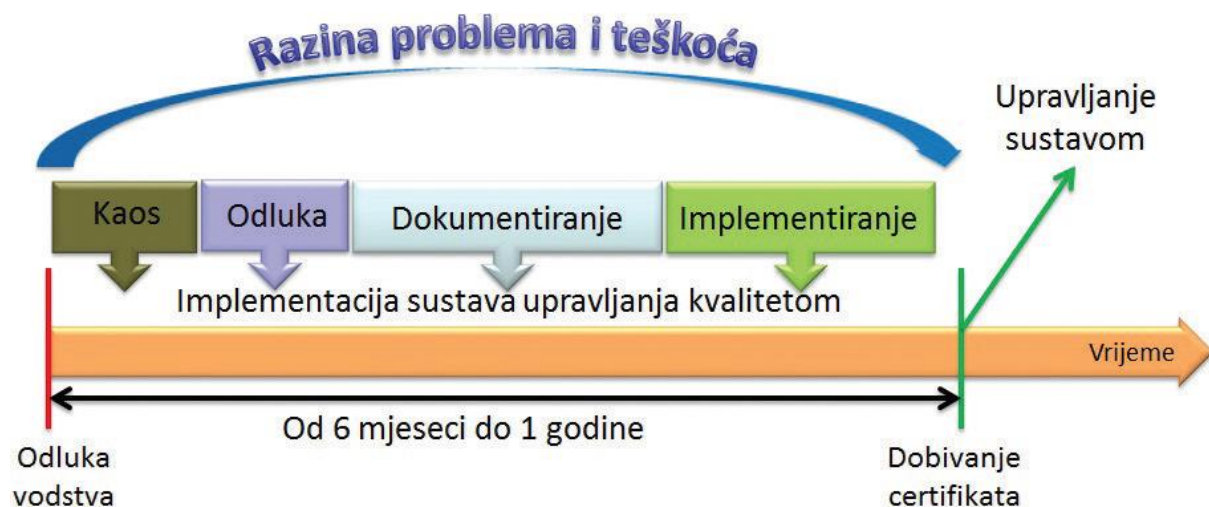 Razina problema i teškoća
Upravljanje
sustavom
Kaos
Odluka
Dokumentiranje
Implementiranje
Implementacija sustava upravljanja kvalitetom
Vrijeme
Od 6 mjeseci do 1 godine
Odluka
vodstva
Dobivanje
certifikata